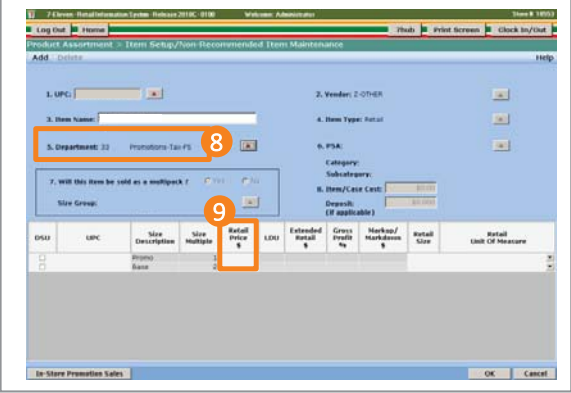 7-Eleven: Retail Information System - Release 2010C- 0100 Welcome: Administrator Store #: 18553
Log Out Home 7hub Print Screen Clock In/Out
Product Assortment > Item Setup/Non-Recommended Item Maintenance
Add Delete Help
1. UPC: 2. Vendor: Z-OTHER
3. Item Name: 4. Item Type: Retail
8
5. Department: 33 Promotions-Tax-FS 6. PSA:
Category:
Subcategory:
7. Will this item be sold as a multipack ? Yes No
8. Item/Case Cost: $0.00
9
Size Group: Deposit: $0.000
(If applicable)
OSU UPC Size Description Size Multiple Retail Price $ LDU Extended Retail $ Gross Profit % Markup/Markdown $ Retail Size Retail Unit Of Measure
Promo 1
Base 2
In-Store Promotion Sales OK Cancel